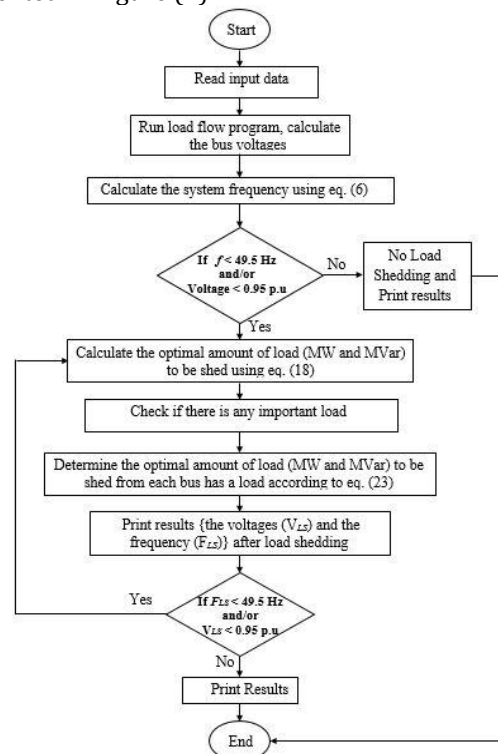 Start
Read input data
Run load flow program, calculate
the bus voltages
Calculate the system frequency using eq. (6)
If f < 49.5 Hz
and/or
Voltage < 0.95 p.u
No
No Load
Shedding and
Print results
Yes
Calculate the optimal amount of load (MW and MVar)
to be shed using eq. (18)
Check if there is any important load
Determine the optimal amount of load (MW and MVar) to be
shed from each bus has a load according to eq. (23)
Print results {the voltages (VLS) and the
frequency (FLS)} after load shedding
Yes
If FLS < 49.5 Hz
and/or
VLS < 0.95 p.u
No
Print Results
End